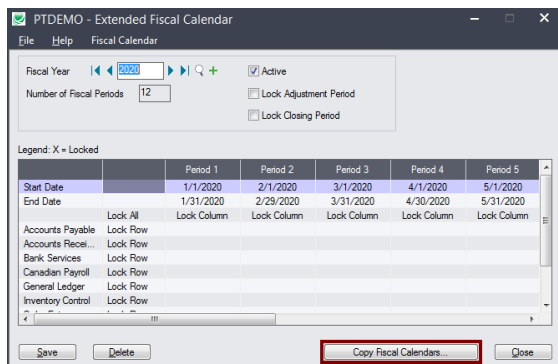 PTDEMO - Extended Fiscal Calendar
File Help Fiscal Calendar
Fiscal Year 2020 Active
Number of Fiscal Periods 12 Lock Adjustment Period
Lock Closing Period
Legend: X = Locked
Period 1 Period 2 Period 3 Period 4 Period 5
Start Date 1/1/2020 2/1/2020 3/1/2020 4/1/2020 5/1/2020
End Date 1/31/2020 2/29/2020 3/31/2020 4/30/2020 5/31/2020
Lock All Lock Column Lock Column Lock Column Lock Column Lock Column
Accounts Payable Lock Row
Accounts Recei... Lock Row
Bank Services Lock Row
Canadian Payroll Lock Row
General Ledger Lock Row
Inventory Control Lock Row
Save Delete Copy Fiscal Calendars... Close